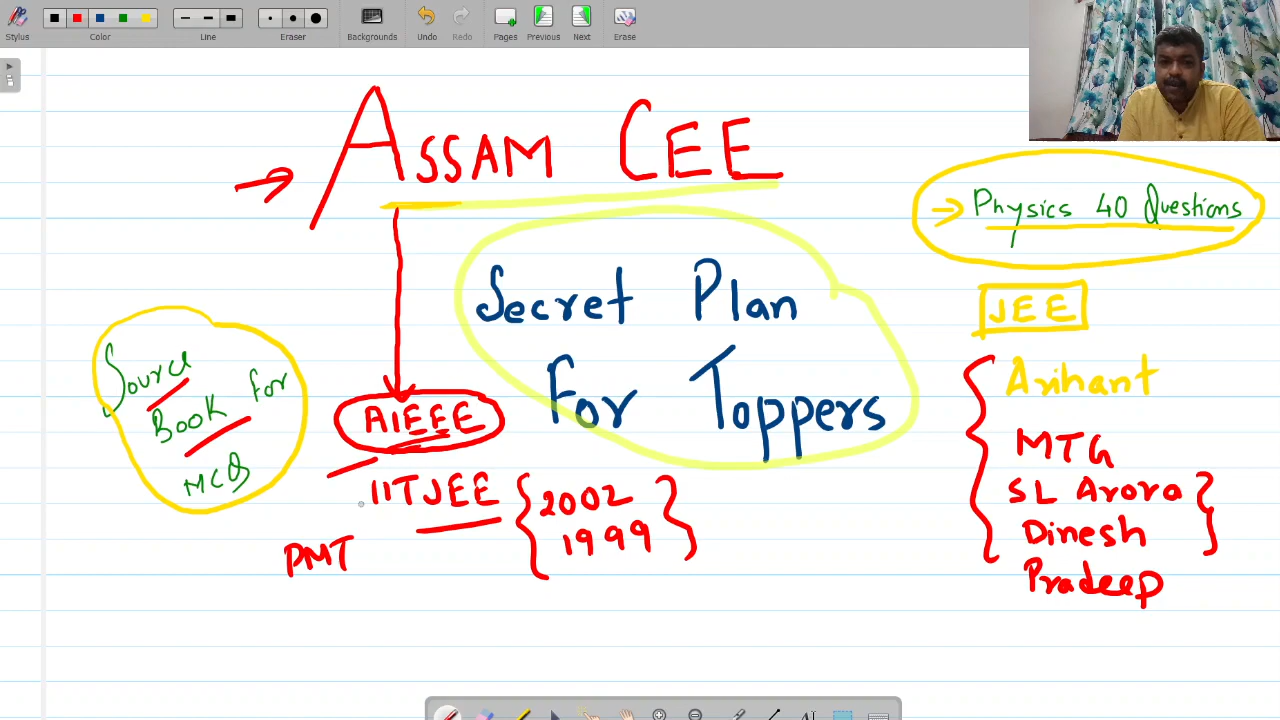 Stylus
Color
Line
Eraser
Backgrounds
Undo
Redo
Pages
Previous
Next
Erase
ASSAM CEE
Physics 40 Questions
Secret Plan
For Toppers
JEE
Source
Book for
MCQ
AIEEE
IITJEE
2002
1999
PMT
Arihant
MTG
SL Arora
Dinesh
Pradeep